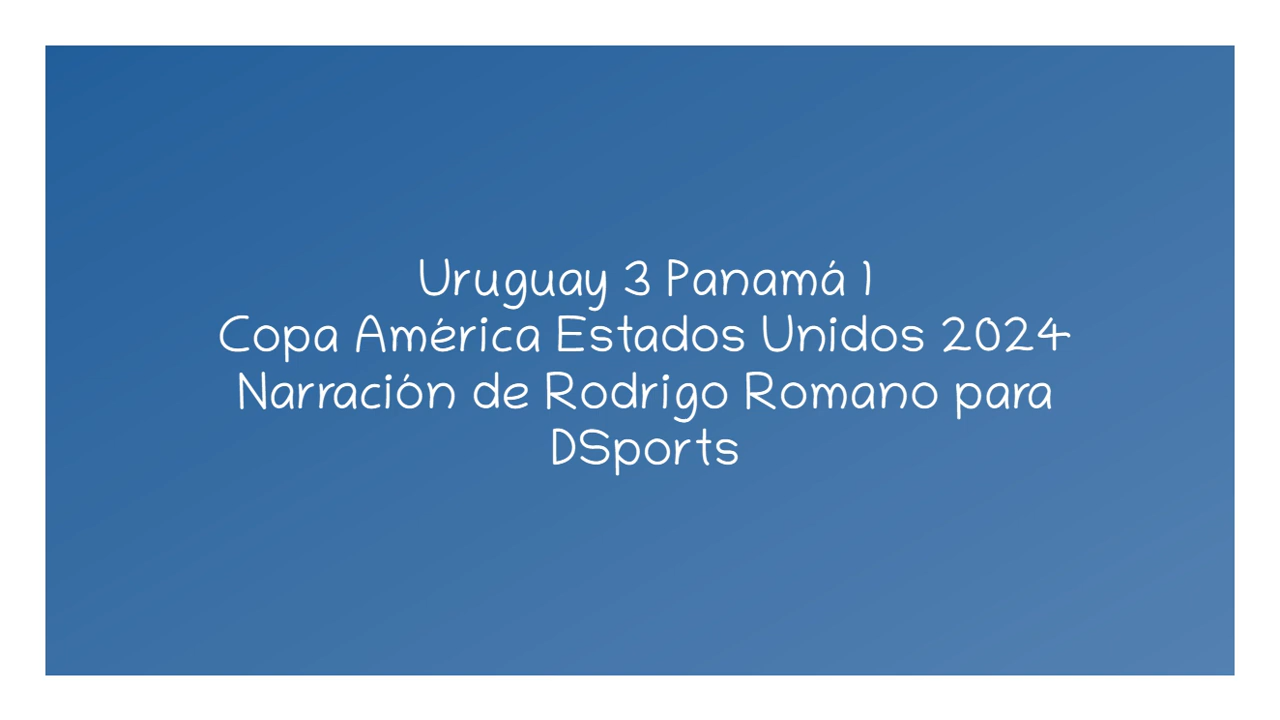 Uruguay 3 Panamá 1
Copa América Estados Unidos 2024
Narración de Rodrigo Romano para
DSports